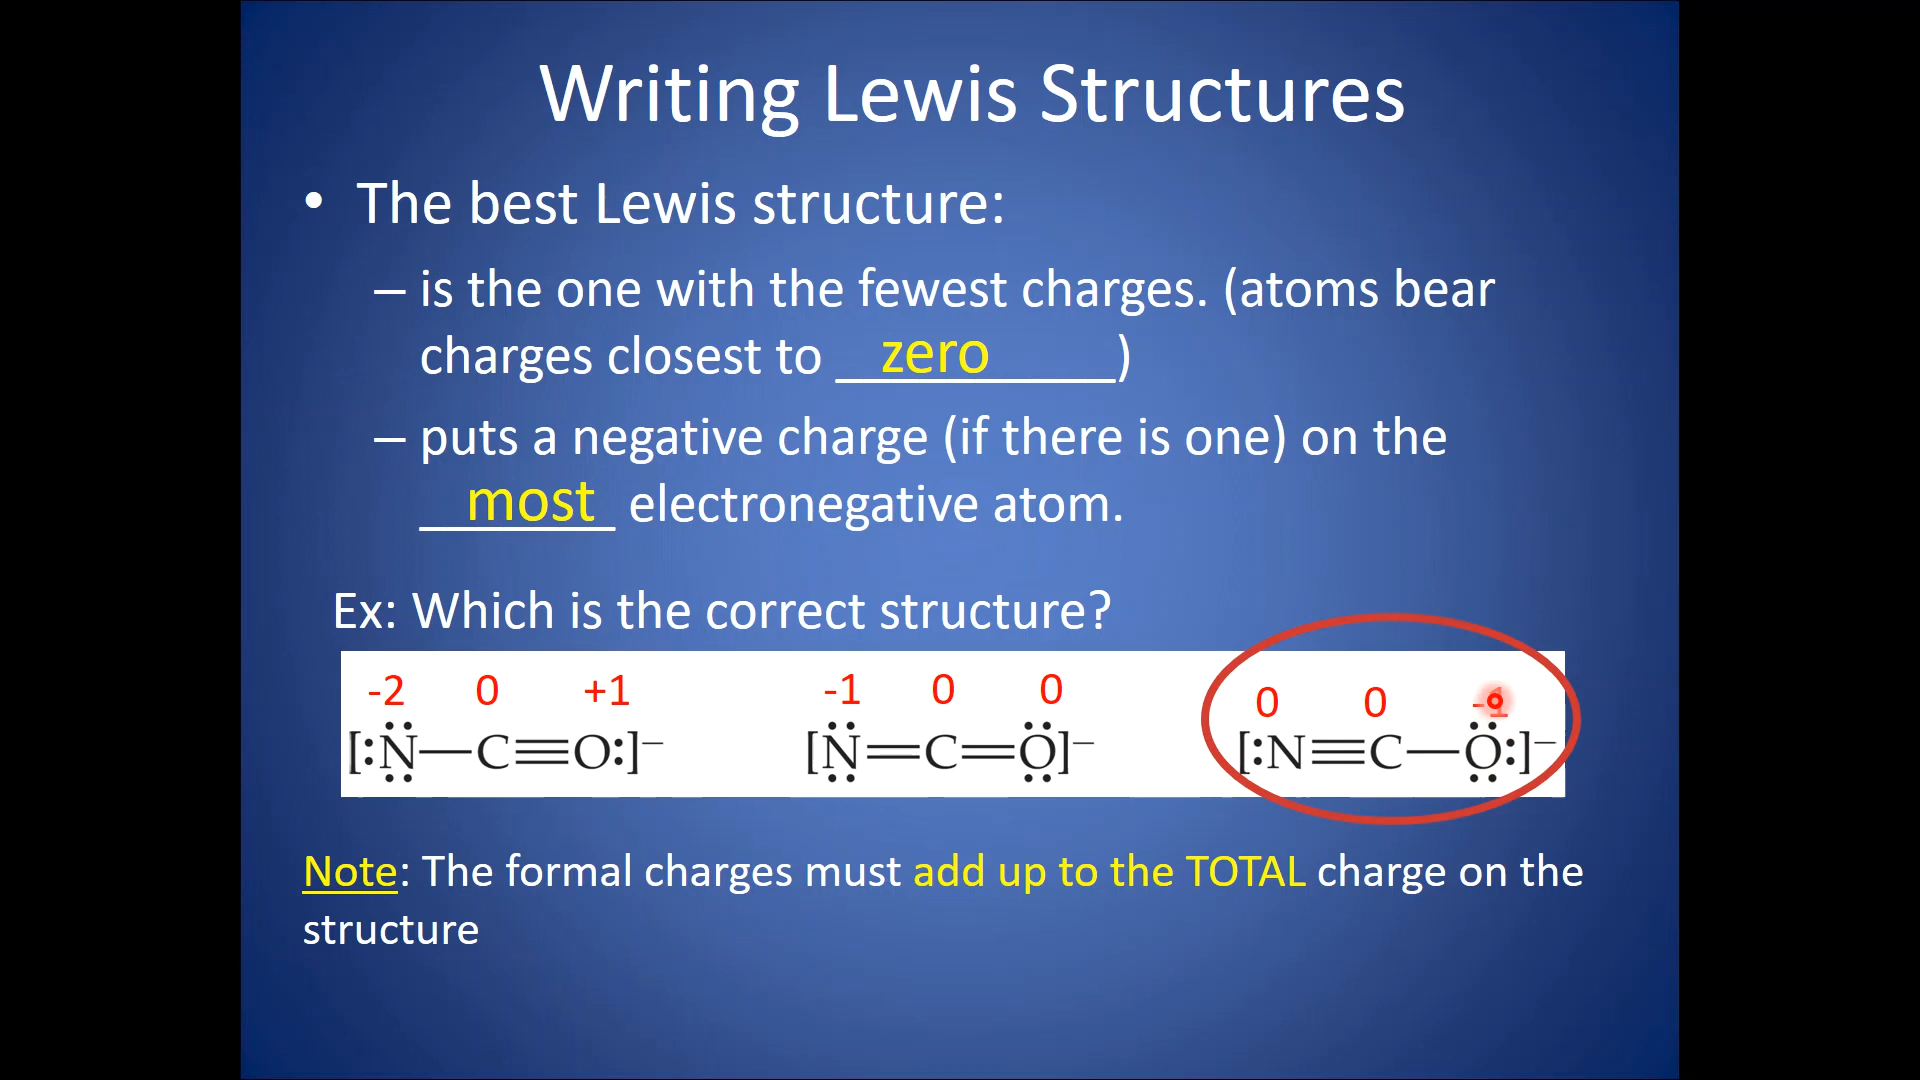 Writing Lewis Structures
• The best Lewis structure:
– is the one with the fewest charges. (atoms bear
charges closest to __zero____)
– puts a negative charge (if there is one) on the
__most__ electronegative atom.
Ex: Which is the correct structure?
-2 0 +1 -1 0 0 0 0 -1
[:N̈—C≡O:]⁻ [N̈=C=Ö]⁻ [:N≡C—Ö:]⁻
Note: The formal charges must add up to the TOTAL charge on the
structure